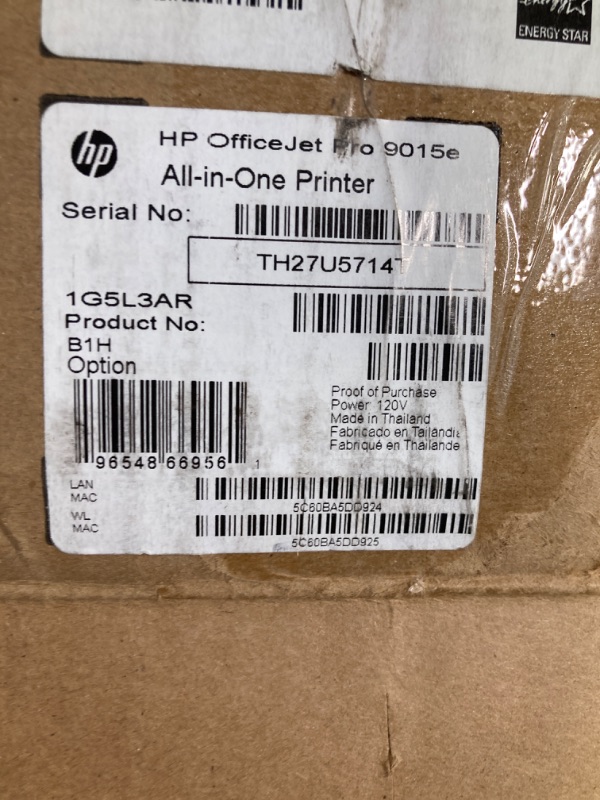 ENERGY STAR
hp
HP OfficeJet Pro 9015e
All-in-One Printer
Serial No:
TH27U5714
1G5L3AR
Product No:
B1H
Option
Proof of Purchase
Power 120V
Made in Thailand
Fabricado en Tailandia
Fabriqué en Thailande
96548 66956 1
LAN
MAC
5C60BA5DD924
WL
MAC
5C60BA5DD925